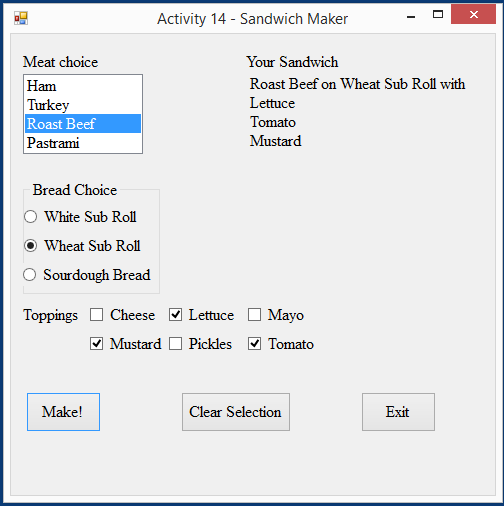 Activity 14 - Sandwich Maker
Meat choice
Ham
Turkey
Roast Beef
Pastrami
Your Sandwich
Roast Beef on Wheat Sub Roll with
Lettuce
Tomato
Mustard
Bread Choice
White Sub Roll
Wheat Sub Roll
Sourdough Bread
Toppings Cheese Lettuce Mayo
Mustard Pickles Tomato
Make! Clear Selection Exit